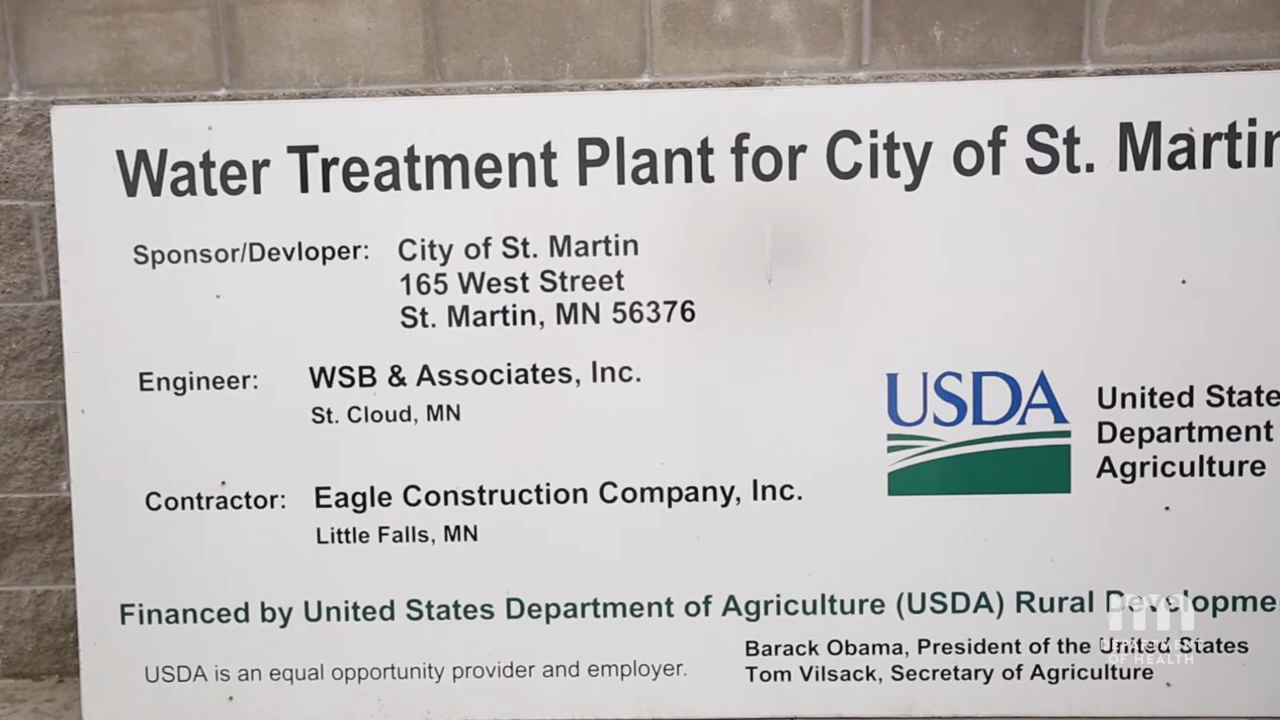 Water Treatment Plant for City of St. Martin
Sponsor/Devloper: City of St. Martin
165 West Street
St. Martin, MN 56376
Engineer: WSB & Associates, Inc.
St. Cloud, MN
USDA
United State
Department
Agriculture
Contractor: Eagle Construction Company, Inc.
Little Falls, MN
Financed by United States Department of Agriculture (USDA) Rural Developme
USDA is an equal opportunity provider and employer.
Barack Obama, President of the United States
Tom Vilsack, Secretary of Agriculture
DEPARTMENT
OF HEALTH